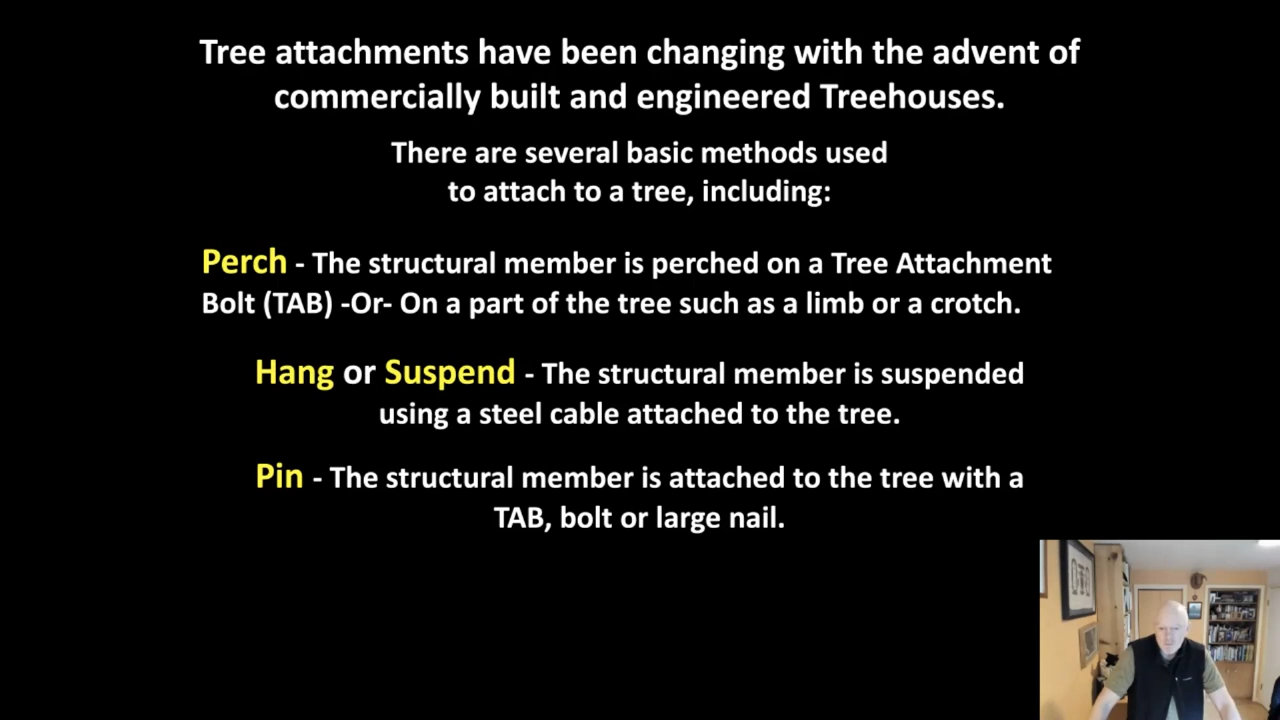 Tree attachments have been changing with the advent of
commercially built and engineered Treehouses.
There are several basic methods used
to attach to a tree, including:
Perch - The structural member is perched on a Tree Attachment
Bolt (TAB) -Or- On a part of the tree such as a limb or a crotch.
Hang or Suspend - The structural member is suspended
using a steel cable attached to the tree.
Pin - The structural member is attached to the tree with a
TAB, bolt or large nail.